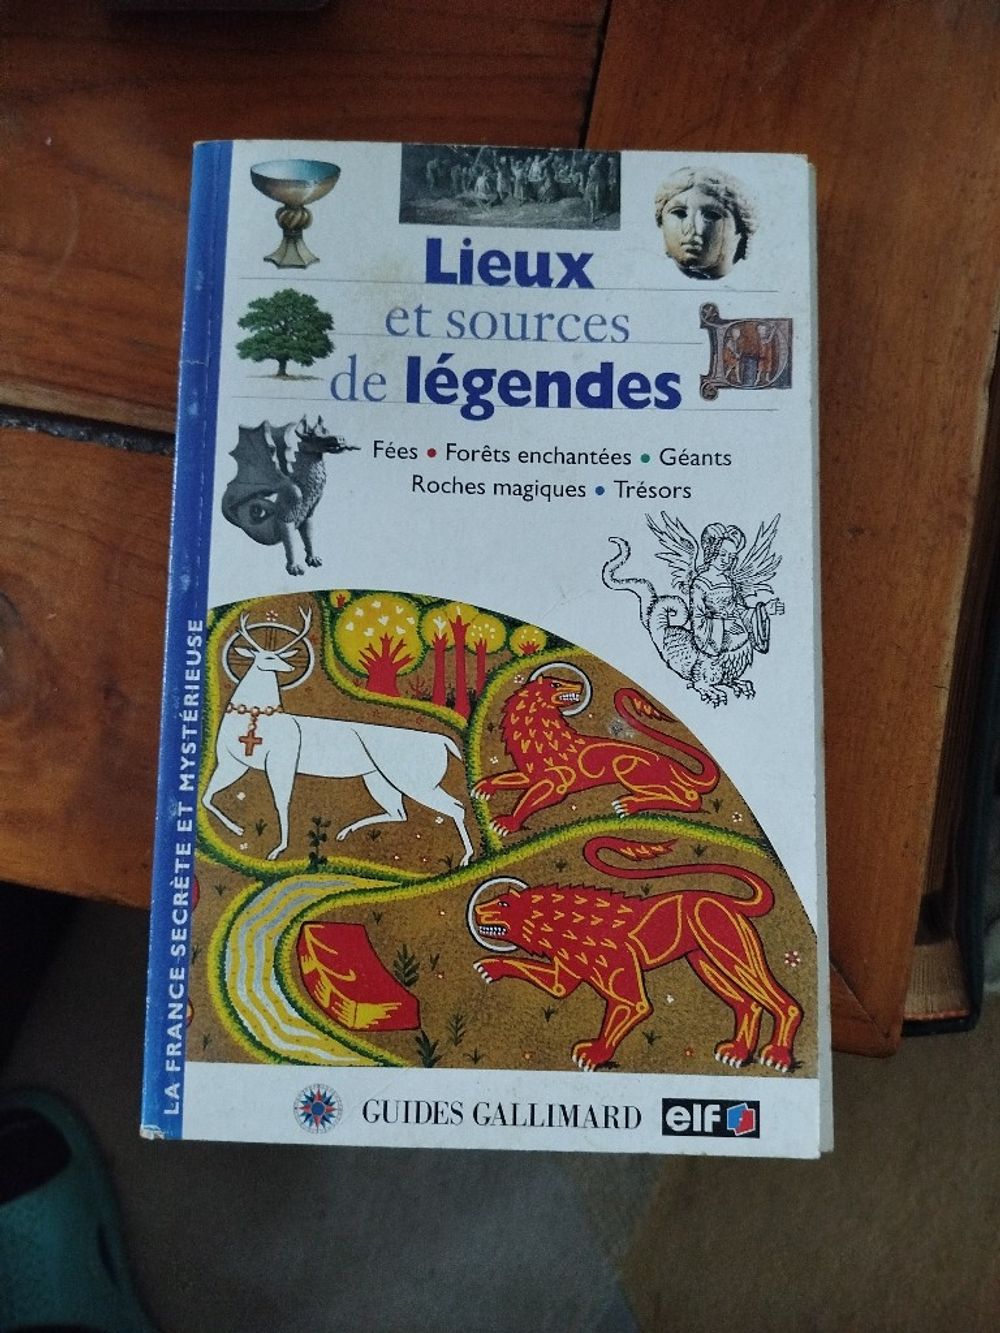 Lieux
et sources
de légendes
Fées • Forêts enchantées • Géants
Roches magiques • Trésors
LA FRANCE SECRÈTE ET MYSTÉRIEUSE
GUIDES GALLIMARD elf